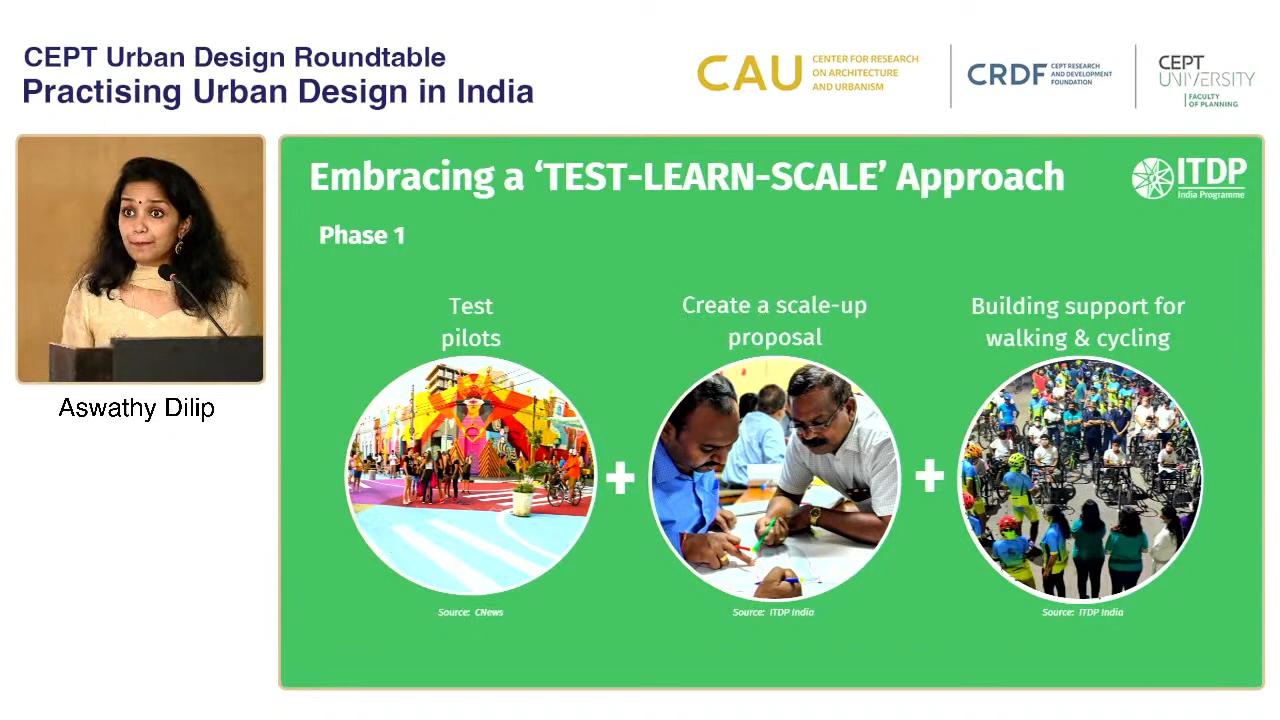 CEPT Urban Design Roundtable
Practising Urban Design in India
CAU
CENTER FOR RESEARCH
ON ARCHITECTURE
AND URBANISM
CRDF
CEPT RESEARCH
AND DEVELOPMENT
FOUNDATION
CEPT
UNIVERSITY
FACULTY
OF PLANNING
Aswathy Dilip
Embracing a ‘TEST-LEARN-SCALE’ Approach
ITDP
India Programme
Phase 1
Test
pilots
Create a scale-up
proposal
Building support for
walking & cycling
+
+
Source: CNews
Source: ITDP India
Source: ITDP India